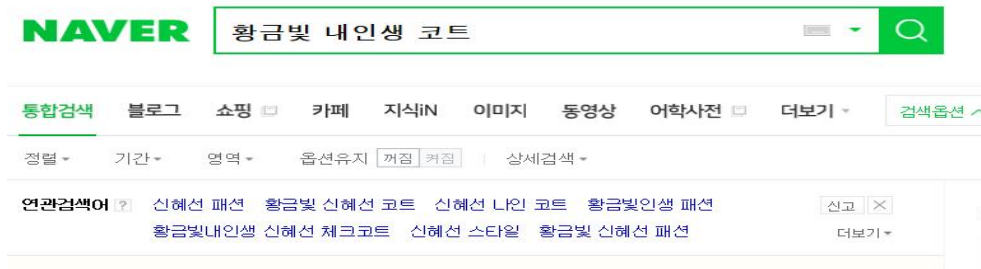 NAVER 황금빛 내인생 코트
통합검색 블로그 쇼핑 카페 지식iN 이미지 동영상 어학사전 더보기 검색옵션
정렬 기간 영역 옵션유지 꺼짐 켜짐 상세검색
연관검색어 ? 신혜선 패션 황금빛 신혜선 코트 신혜선 나인 코트 황금빛인생 패션 신고
황금빛내인생 신혜선 체크코트 신혜선 스타일 황금빛 신혜선 패션 더보기